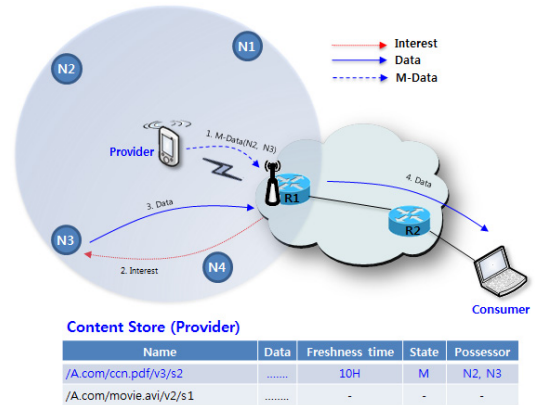 N1
Interest
Data
M-Data
N2
1. M-Data(N2, N3)
Provider
4. Data
3. Data
R1
R2
N3
2. Interest
N4
Consumer
Content Store (Provider)
Name Data Freshness time State Possessor
/A.com/ccn.pdf/v3/s2 ....... 10H M N2, N3
/A.com/movie.avi/v2/s1 ........ - - -